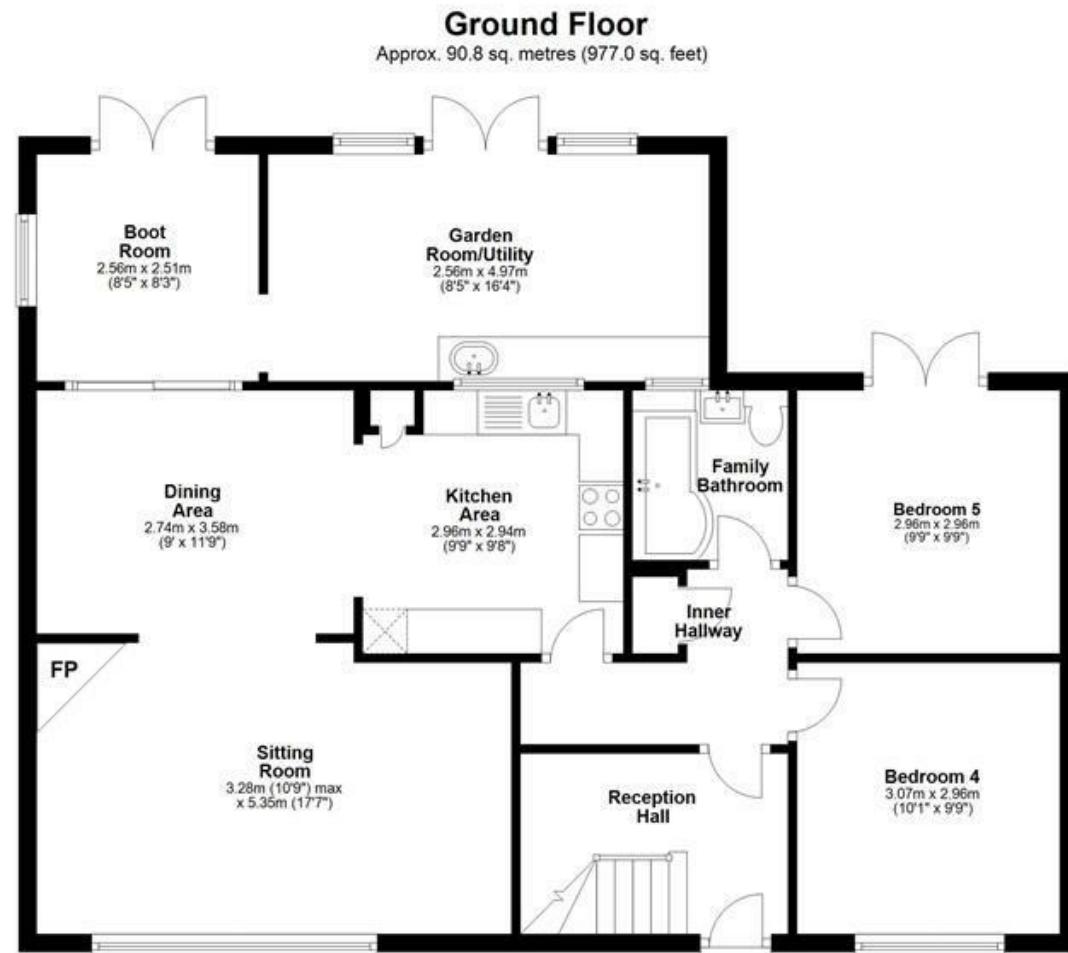 Ground Floor
Approx. 90.8 sq. metres (977.0 sq. feet)
Boot
Room
2.56m x 2.51m
(8'5" x 8'3")
Garden
Room/Utility
2.56m x 4.97m
(8'5" x 16'4")
Dining
Area
2.74m x 3.58m
(9' x 11'9")
Kitchen
Area
2.96m x 2.94m
(9'9" x 9'8")
Family
Bathroom
Bedroom 5
2.96m x 2.96m
(9'9" x 9'9")
Inner
Hallway
FP
Sitting
Room
3.28m (10'9") max
x 5.35m (17'7")
Reception
Hall
Bedroom 4
3.07m x 2.96m
(10'1" x 9'9")